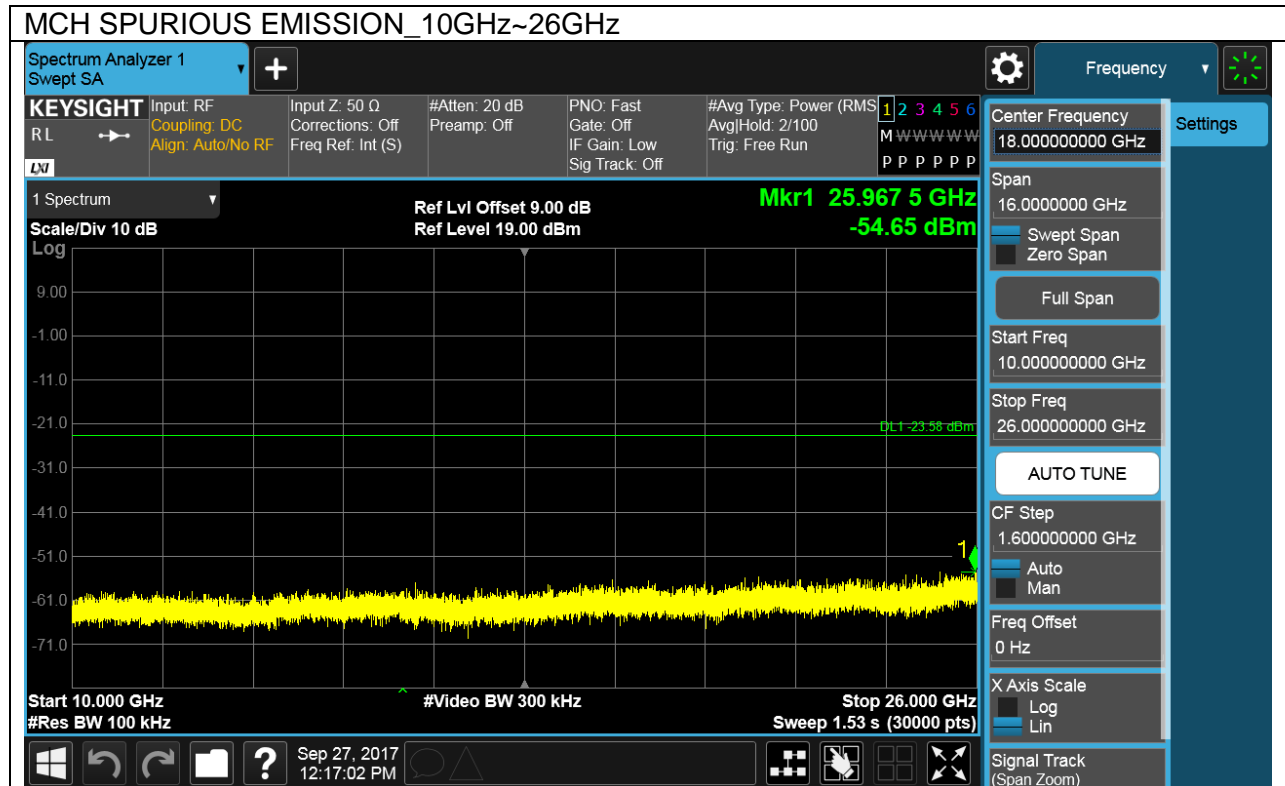 MCH SPURIOUS EMISSION_10GHz~26GHz
Spectrum Analyzer 1
Swept SA
Frequency
KEYSIGHT
RL
LXI
Input: RF
Coupling: DC
Align: Auto/No RF
Input Z: 50 Ω
Corrections: Off
Freq Ref: Int (S)
#Atten: 20 dB
Preamp: Off
PNO: Fast
Gate: Off
IF Gain: Low
Sig Track: Off
#Avg Type: Power (RMS
Avg|Hold: 2/100
Trig: Free Run
1 2 3 4 5 6
M W W W W W
P P P P P P
1 Spectrum
Scale/Div 10 dB
Log
Ref Lvl Offset 9.00 dB
Ref Level 19.00 dBm
Mkr1 25.967 5 GHz
-54.65 dBm
9.00
-1.00
-11.0
-21.0
DL1 -23.58 dBm
-31.0
-41.0
-51.0
1
-61.0
-71.0
Start 10.000 GHz
#Res BW 100 kHz
#Video BW 300 kHz
Stop 26.000 GHz
Sweep 1.53 s (30000 pts)
Center Frequency
18.000000000 GHz
Settings
Span
16.0000000 GHz
Swept Span
Zero Span
Full Span
Start Freq
10.000000000 GHz
Stop Freq
26.000000000 GHz
AUTO TUNE
CF Step
1.600000000 GHz
Auto
Man
Freq Offset
0 Hz
X Axis Scale
Log
Lin
Signal Track
(Span Zoom)
?
Sep 27, 2017
12:17:02 PM